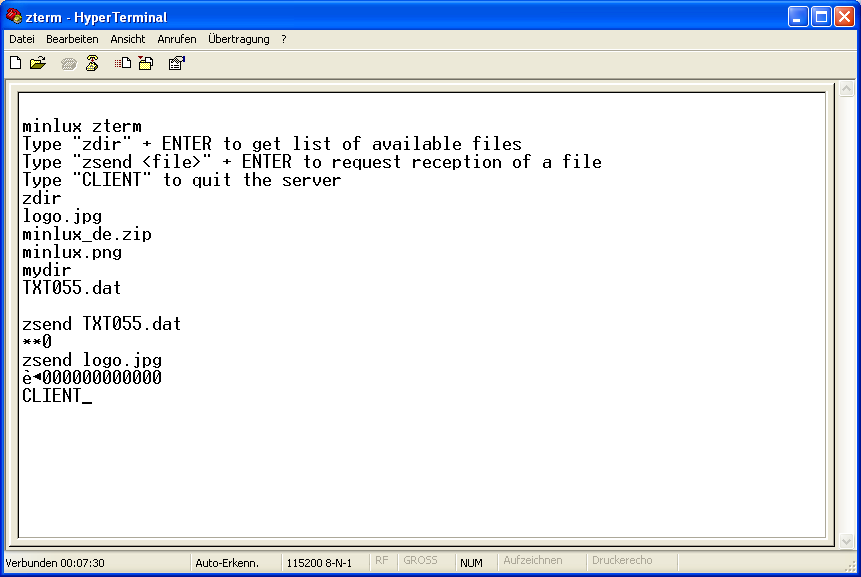 zterm - HyperTerminal
Datei Bearbeiten Ansicht Anrufen Übertragung ?
minlux zterm
Type "zdir" + ENTER to get list of available files
Type "zsend <file>" + ENTER to request reception of a file
Type "CLIENT" to quit the server
zdir
logo.jpg
minlux_de.zip
minlux.png
mydir
TXT055.dat
zsend TXT055.dat
**0
zsend logo.jpg
è◄000000000000
CLIENT_
Verbunden 00:07:30 Auto-Erkenn. 115200 8-N-1 RF GROSS NUM Aufzeichnen Druckerecho